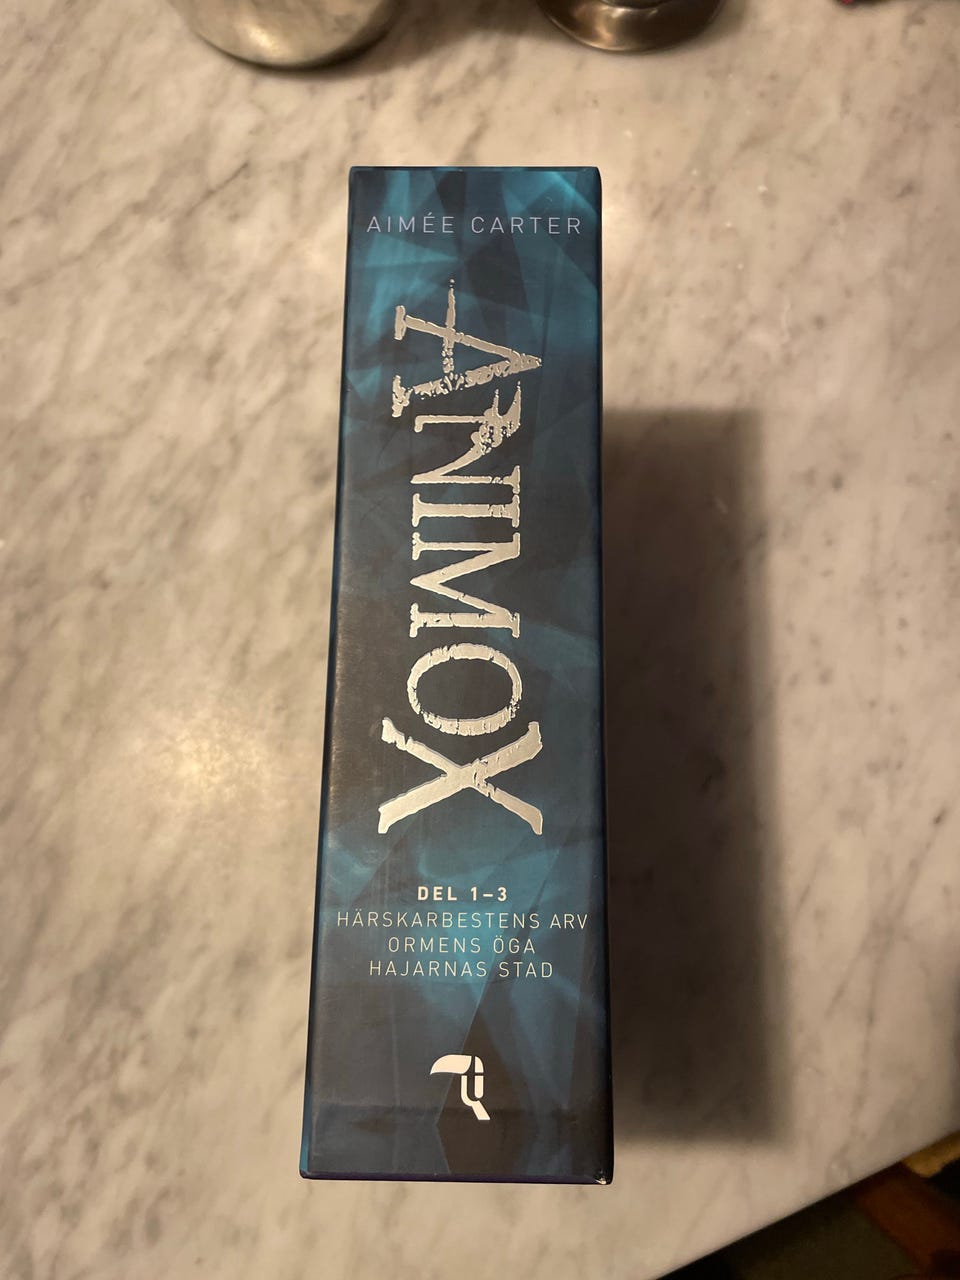 AIMÉE CARTER
ANIMOX
DEL 1–3
HÄRSKARBESTENS ARV
ORMENS ÖGA
HAJARNAS STAD